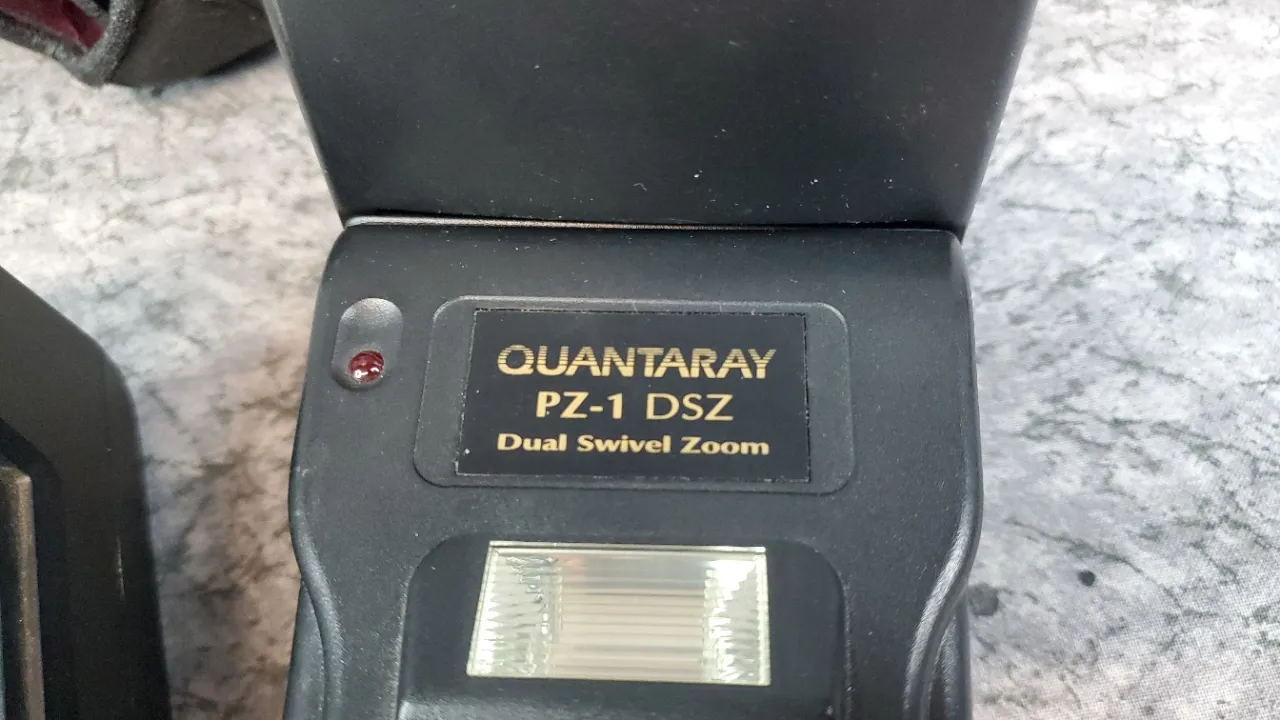 QUANTARAY
PZ-1 DSZ
Dual Swivel Zoom